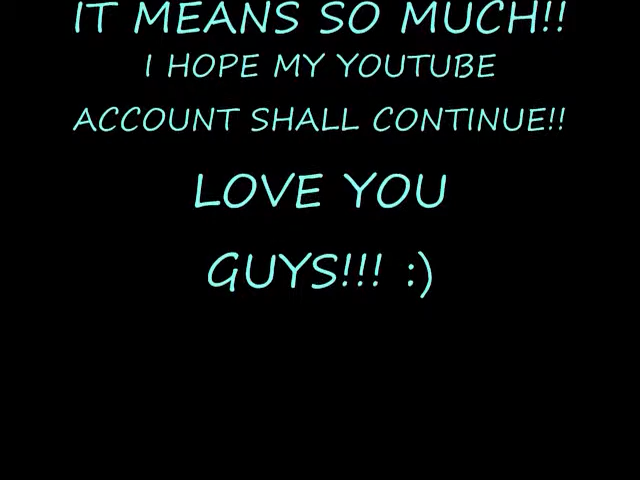 IT MEANS SO MUCH!!
I HOPE MY YOUTUBE
ACCOUNT SHALL CONTINUE!!
LOVE YOU
GUYS!!! :)